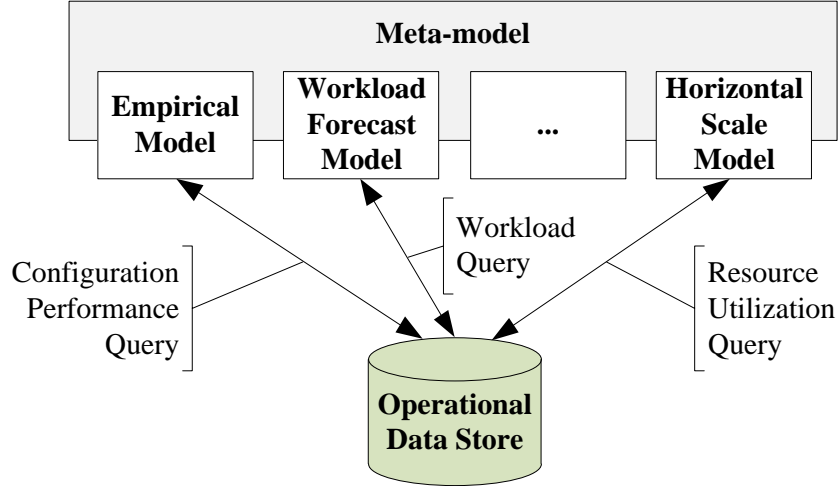 Meta-model
Empirical
Model
Workload
Forecast
Model
...
Horizontal
Scale
Model
Configuration
Performance
Query
Workload
Query
Resource
Utilization
Query
Operational
Data Store